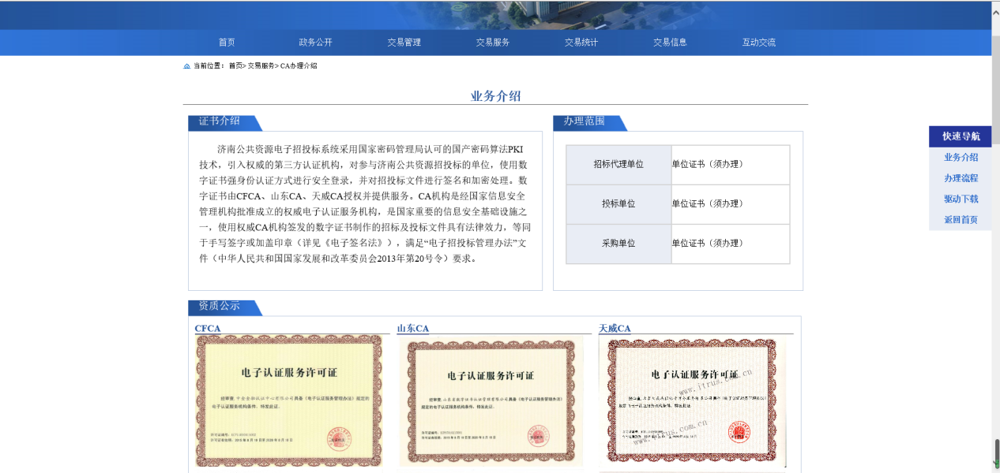 首页 政务公开 交易管理 交易服务 交易统计 交易信息 互动交流
当前位置： 首页> 交易服务> CA办理介绍
业务介绍
证书介绍
济南公共资源电子招投标系统采用国家密码管理局认可的国产密码算法PKI
技术，引入权威的第三方认证机构，对参与济南公共资源招投标的单位，使用数
字证书强身份认证方式进行安全登录，并对招投标文件进行签名和加密处理。数
字证书由CFCA、山东CA、天威CA授权并提供服务。CA机构是经国家信息安全
管理机构批准成立的权威电子认证服务机构，是国家重要的信息安全基础设施之
一，使用权威CA机构签发的数字证书制作的招标及投标文件具有法律效力，等同
于手写签字或加盖印章（详见《电子签名法》），满足“电子招投标管理办法”文
件（中华人民共和国国家发展和改革委员会2013年第20号令）要求。
办理范围
招标代理单位 单位证书（须办理）
投标单位 单位证书（须办理）
采购单位 单位证书（须办理）
快速导航
业务介绍
办理流程
驱动下载
返回首页
资质公示
CFCA
电子认证服务许可证
山东CA
电子认证服务许可证
天威CA
电子认证服务许可证
www.itrus.com.cn
www.itrus.com.cn